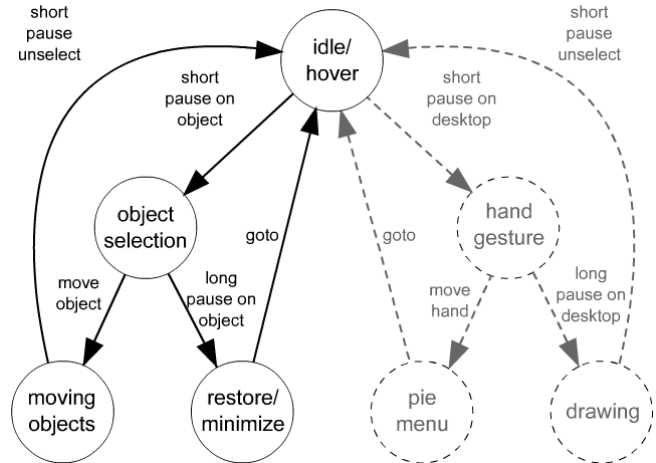 short
pause
unselect
idle/
hover
short
pause
unselect
short
pause on
object
short
pause on
desktop
object
selection
goto
goto
hand
gesture
move
object
long
pause on
object
move
hand
long
pause on
desktop
moving
objects
restore/
minimize
pie
menu
drawing